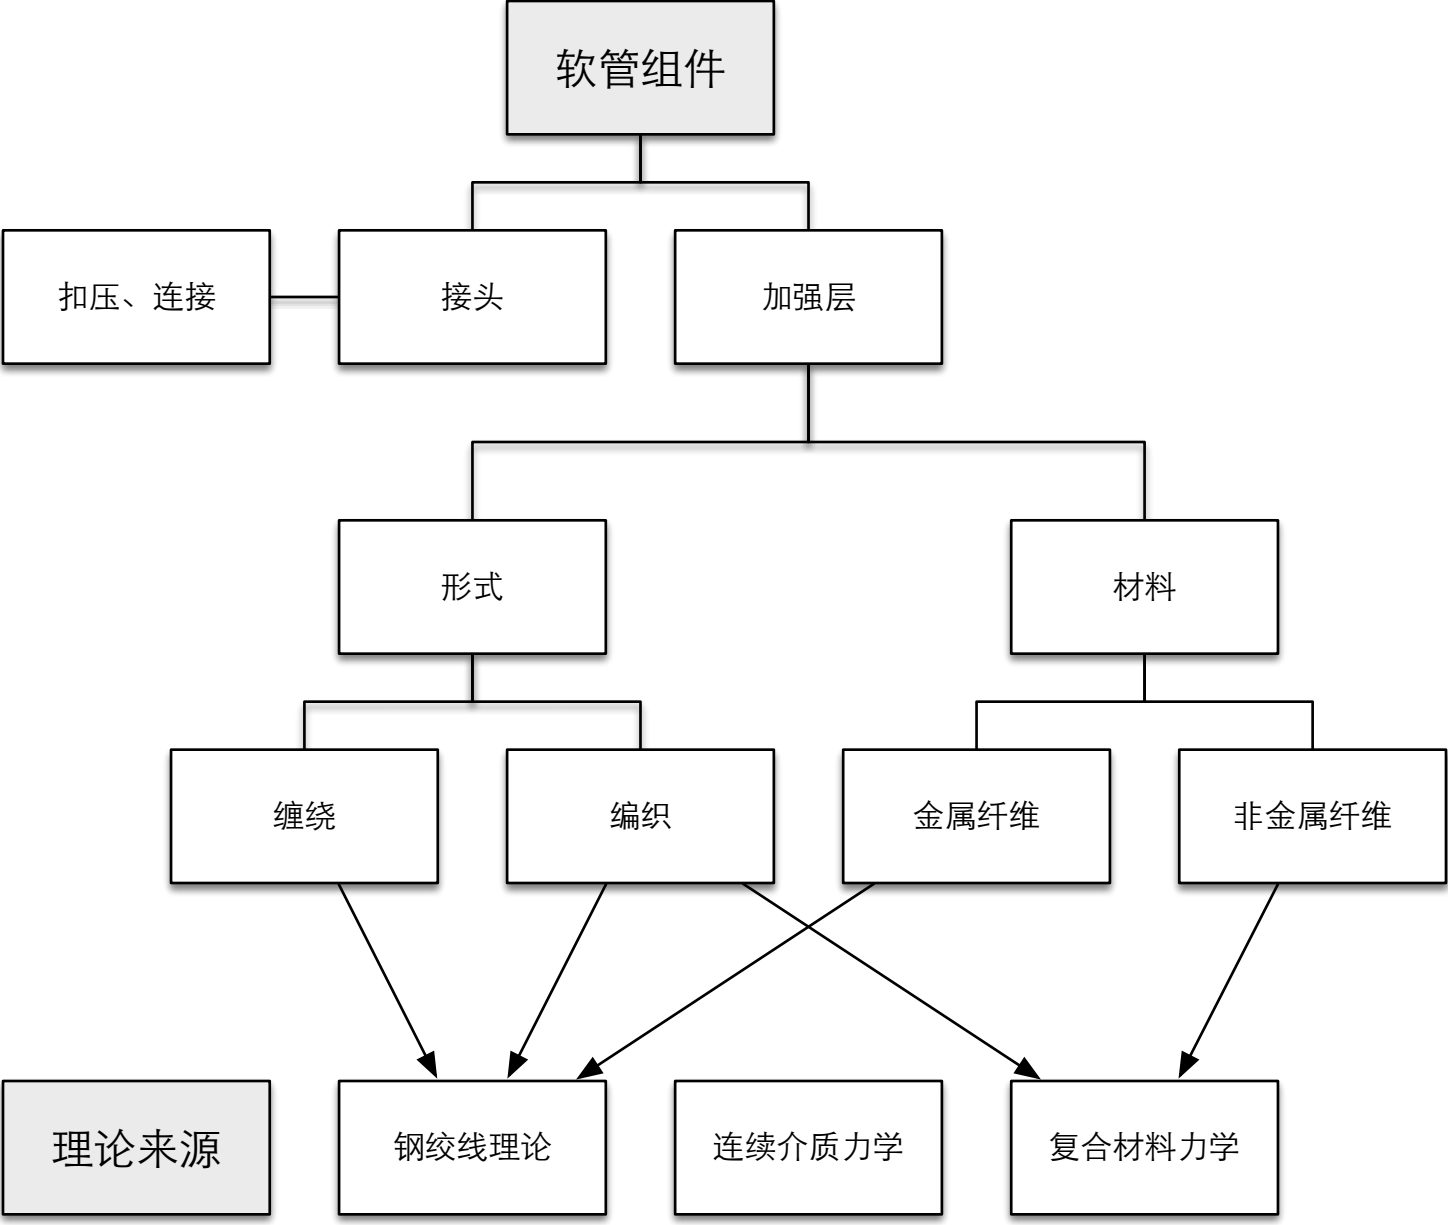 软管组件
扣压、连接
接头
加强层
形式
材料
缠绕
编织
金属纤维
非金属纤维
理论来源
钢绞线理论
连续介质力学
复合材料力学